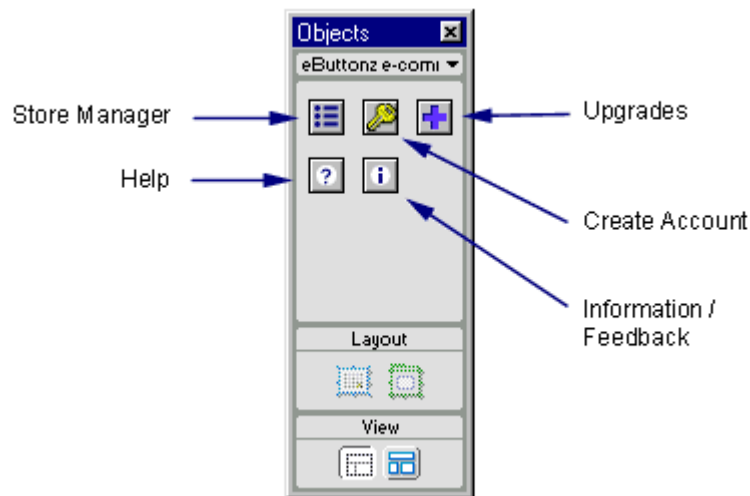 Objects
eButtonz e-comi
Store Manager
Upgrades
Help
?
i
Create Account
Information /
Feedback
Layout
View